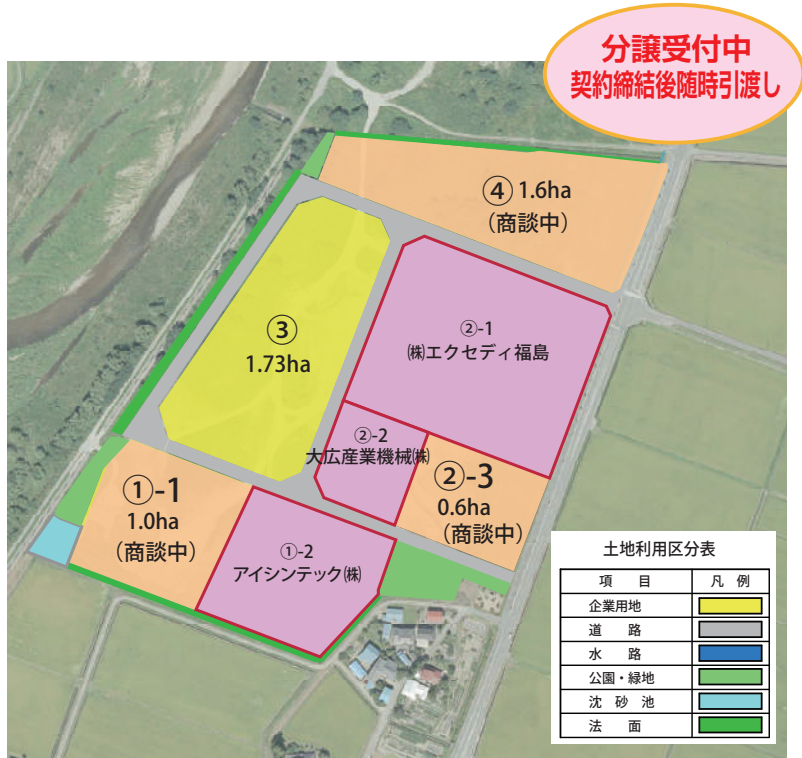 分譲受付中
契約締結後随時引渡し
④ 1.6ha
(商談中)
③
1.73ha
②-1
㈱エクセディ福島
②-2
大広産業機械㈱
②-3
0.6ha
(商談中)
①-1
1.0ha
(商談中)
①-2
アイシンテック㈱
土地利用区分表
項 目 凡 例
企業用地
道 路
水 路
公園・緑地
沈 砂 池
法 面